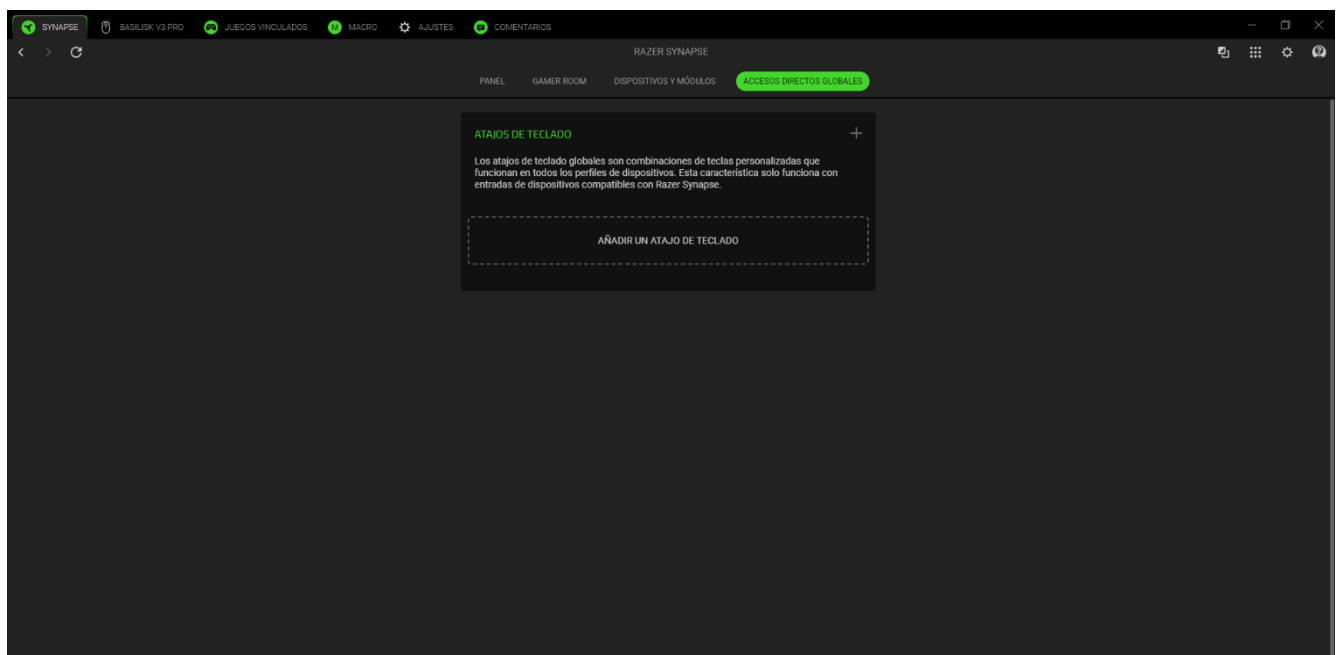 SYNAPSE BASILISK V3 PRO JUEGOS VINCULADOS M MACRO AJUSTES COMENTARIOS
RAZER SYNAPSE
PANEL GAMER ROOM DISPOSITIVOS Y MÓDULOS ACCESOS DIRECTOS GLOBALES
ATAJOS DE TECLADO
Los atajos de teclado globales son combinaciones de teclas personalizadas que
funcionan en todos los perfiles de dispositivos. Esta característica solo funciona con
entradas de dispositivos compatibles con Razer Synapse.
AÑADIR UN ATAJO DE TECLADO